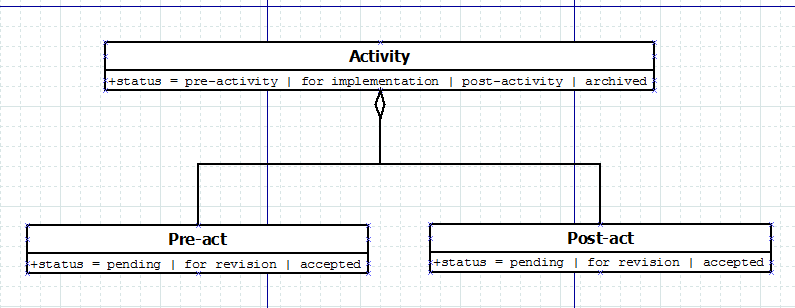 Activity
+status = pre-activity | for implementation | post-activity | archived
Pre-act
+status = pending | for revision | accepted
Post-act
+status = pending | for revision | accepted